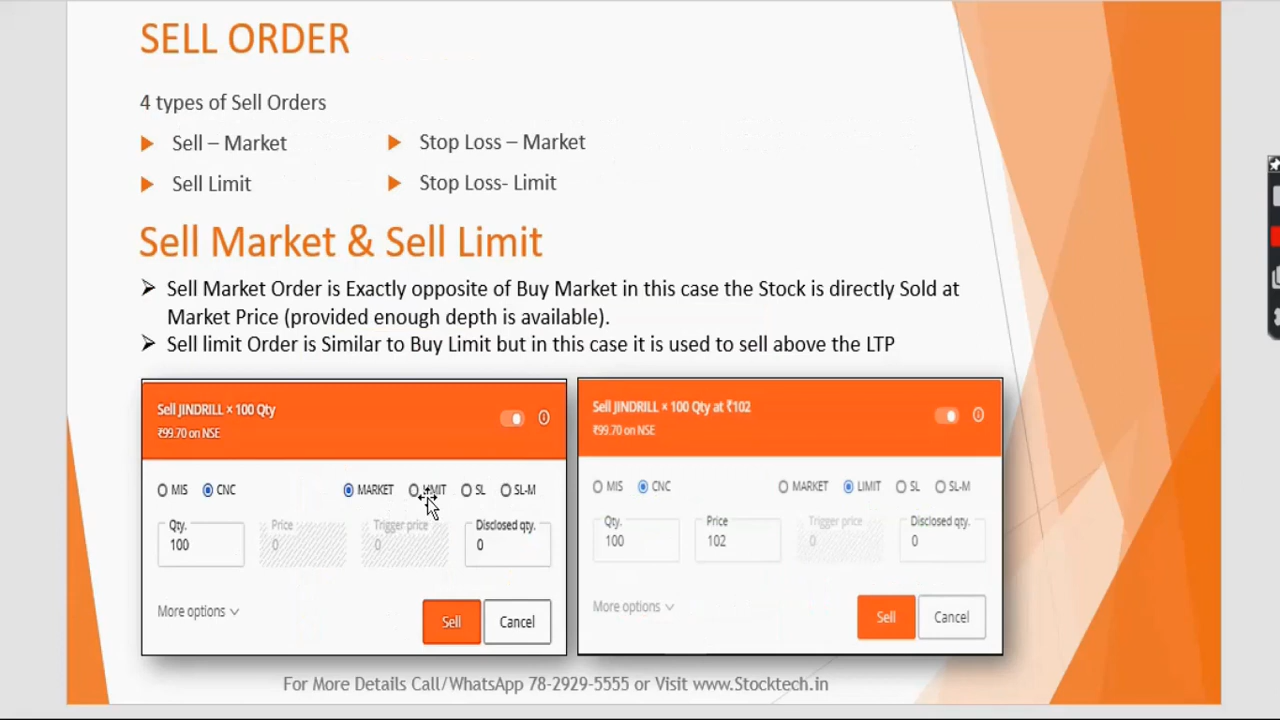 SELL ORDER
4 types of Sell Orders
Sell – Market
Stop Loss – Market
Sell Limit
Stop Loss- Limit
Sell Market & Sell Limit
Sell Market Order is Exactly opposite of Buy Market in this case the Stock is directly Sold at
Market Price (provided enough depth is available).
Sell limit Order is Similar to Buy Limit but in this case it is used to sell above the LTP
Sell JINDRILL × 100 Qty
₹99.70 on NSE
MIS CNC MARKET LIMIT SL SL-M
Qty. Price Trigger price Disclosed qty.
100 0 0 0
More options
Sell Cancel
Sell JINDRILL × 100 Qty at ₹102
₹99.70 on NSE
MIS CNC MARKET LIMIT SL SL-M
Qty. Price Trigger price Disclosed qty.
100 102 0 0
More options
Sell Cancel
For More Details Call/WhatsApp 78-2929-5555 or Visit www.Stocktech.in